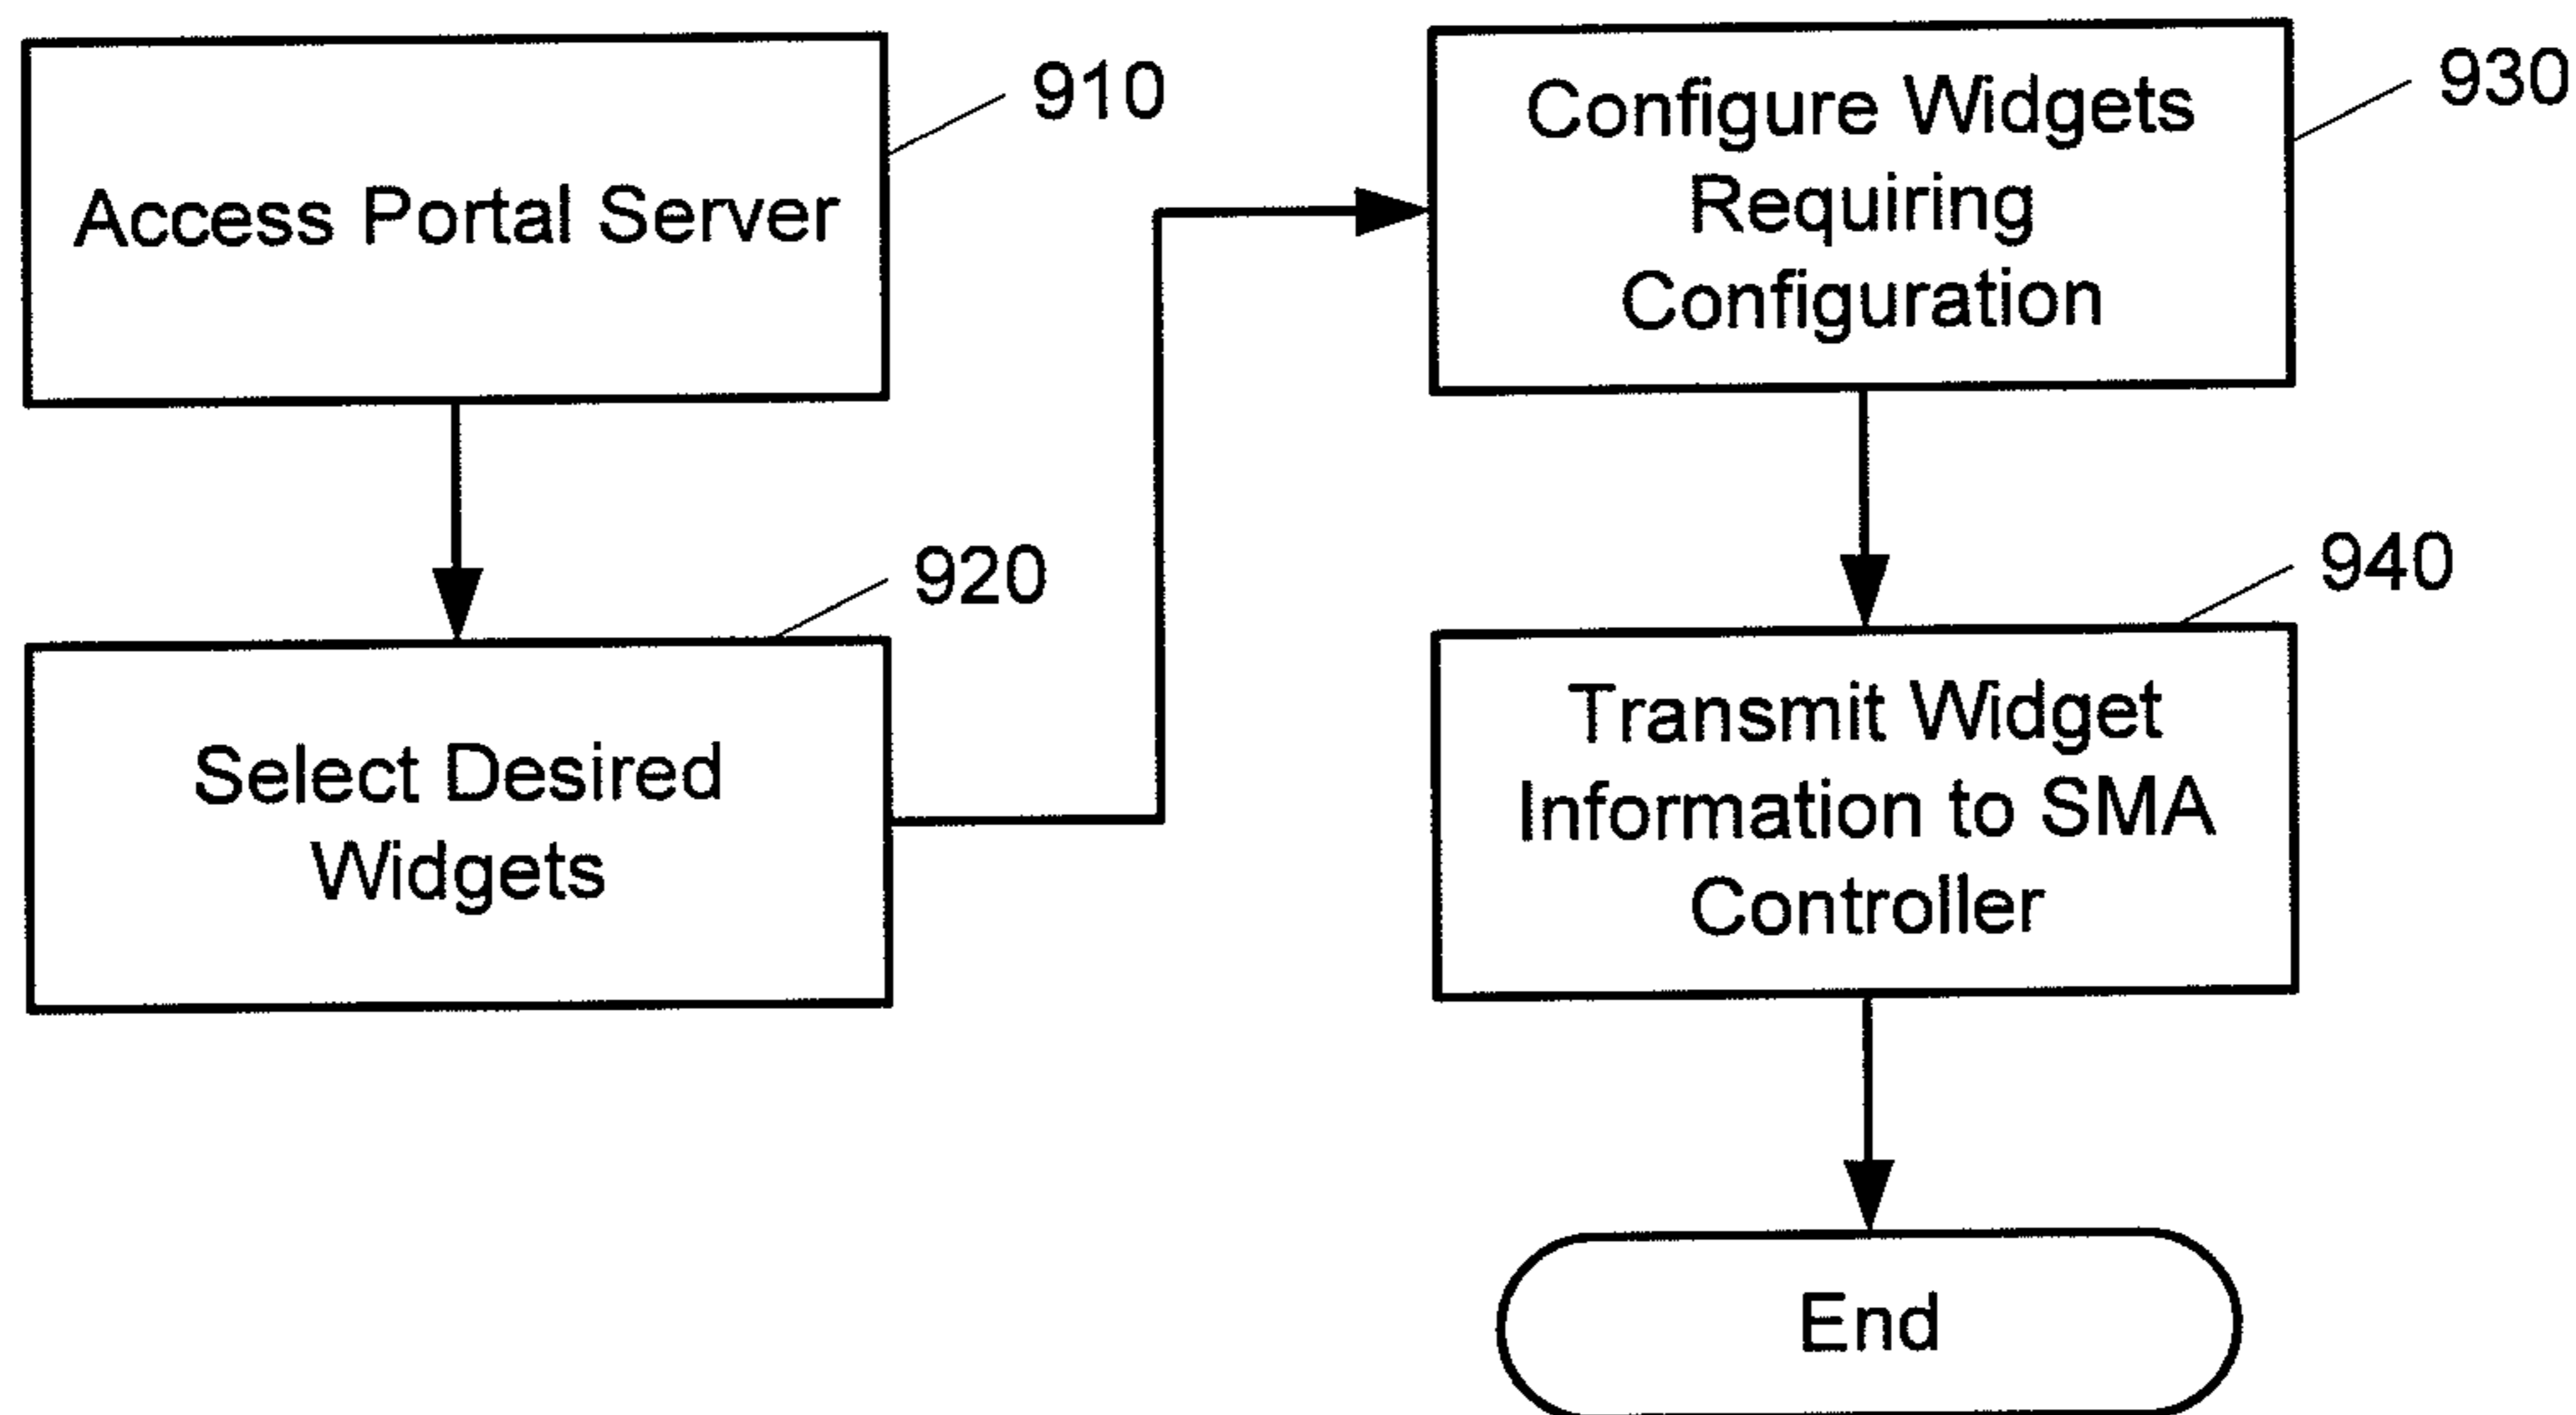 910
Access Portal Server
920
Select Desired
Widgets
930
Configure Widgets
Requiring
Configuration
940
Transmit Widget
Information to SMA
Controller
End